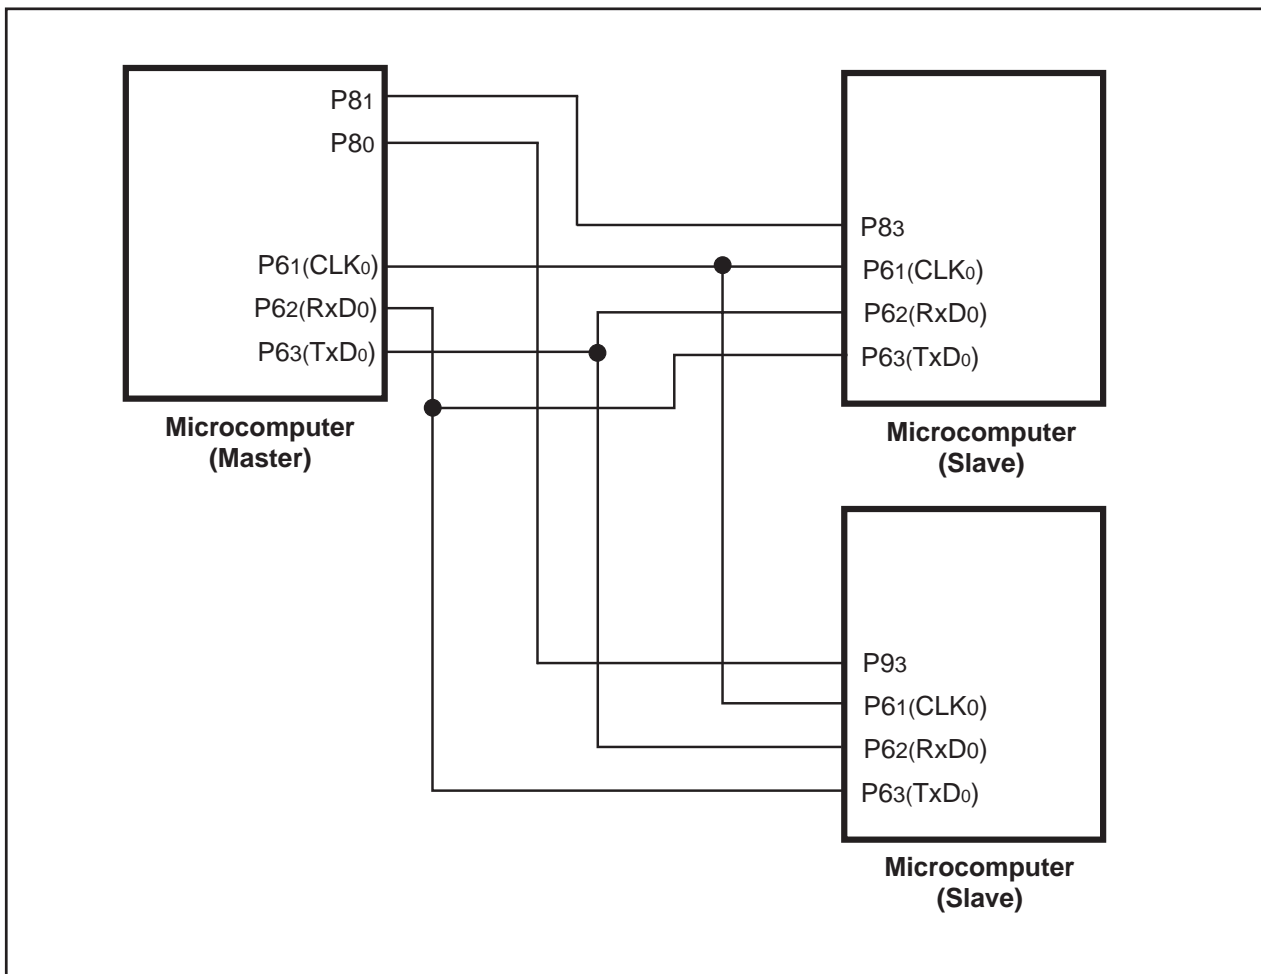 P81
P80
P61(CLK0)
P62(RxD0)
P63(TxD0)
Microcomputer
(Master)
P83
P61(CLK0)
P62(RxD0)
P63(TxD0)
Microcomputer
(Slave)
P93
P61(CLK0)
P62(RxD0)
P63(TxD0)
Microcomputer
(Slave)